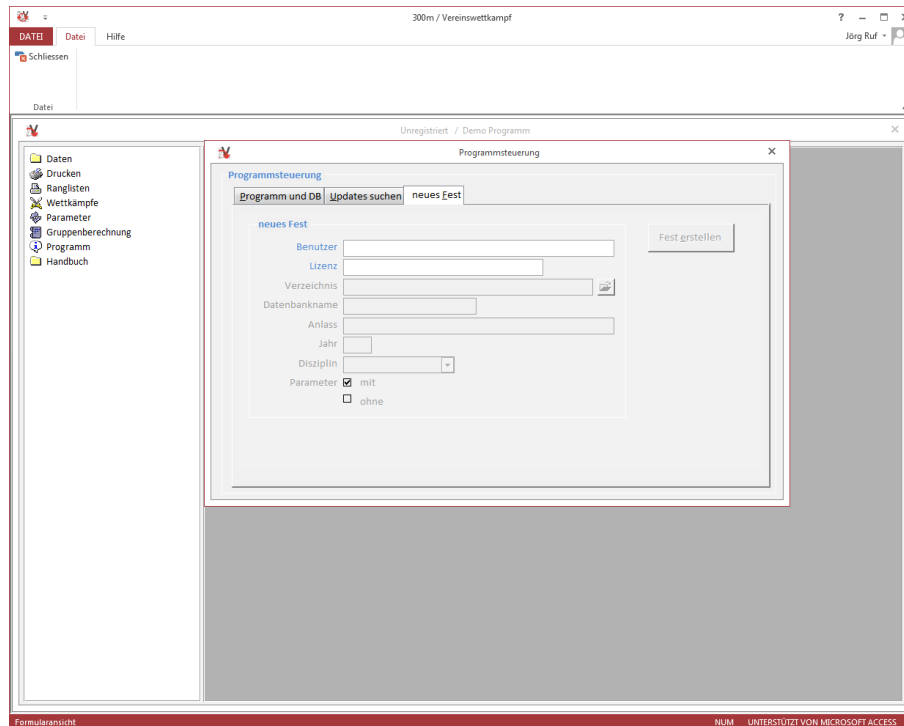 300m / Vereinswettkampf
?
DATEI Datei Hilfe
Jörg Ruf
Schliessen
Datei
Unregistriert / Demo Programm
Daten
Drucken
Ranglisten
Wettkämpfe
Parameter
Gruppenberechnung
Programm
Handbuch
Programmsteuerung
Programmsteuerung
Programm und DB Updates suchen neues Fest
neues Fest
Fest erstellen
Benutzer
Lizenz
Verzeichnis
Datenbankname
Anlass
Jahr
Disziplin
Parameter mit
ohne
Formularansicht
NUM UNTERSTÜTZT VON MICROSOFT ACCESS